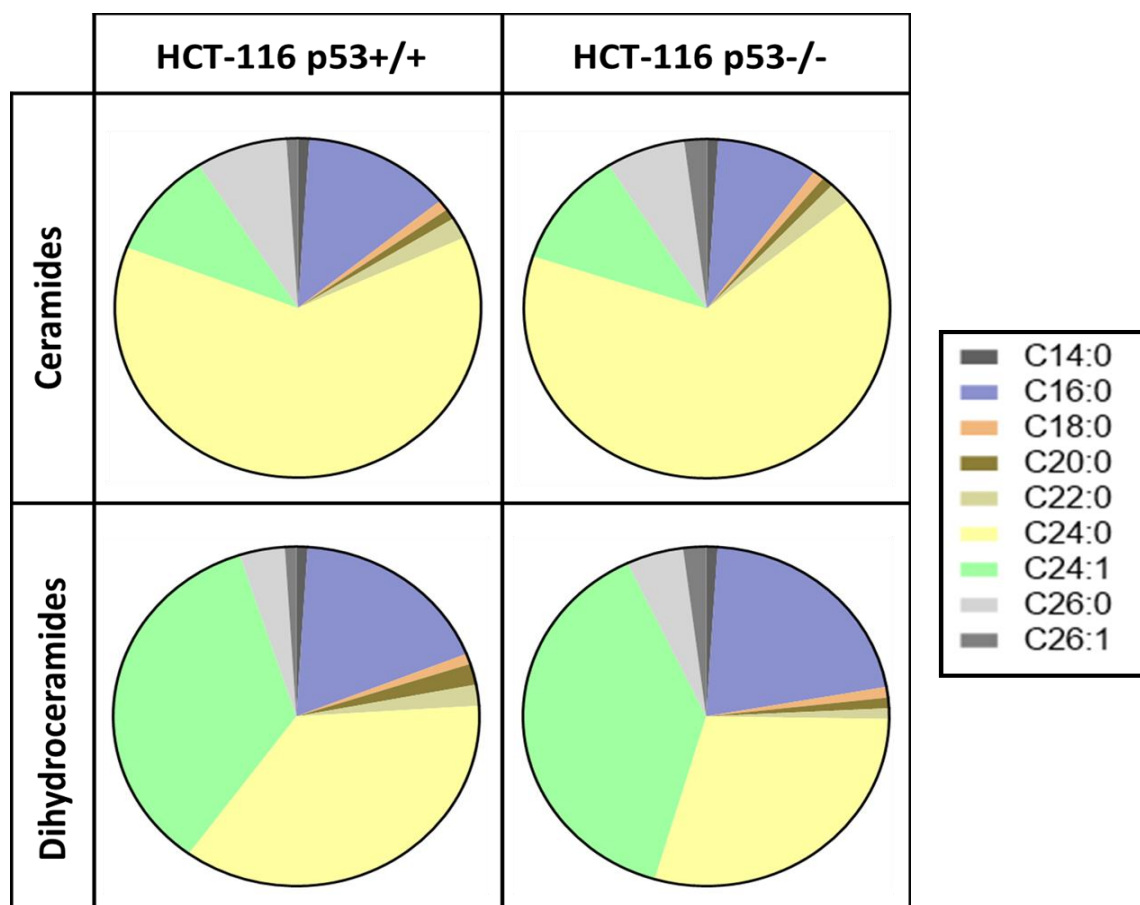 HCT-116 p53+/+
HCT-116 p53-/-
Ceramides
Dihydroceramides
C14:0
C16:0
C18:0
C20:0
C22:0
C24:0
C24:1
C26:0
C26:1